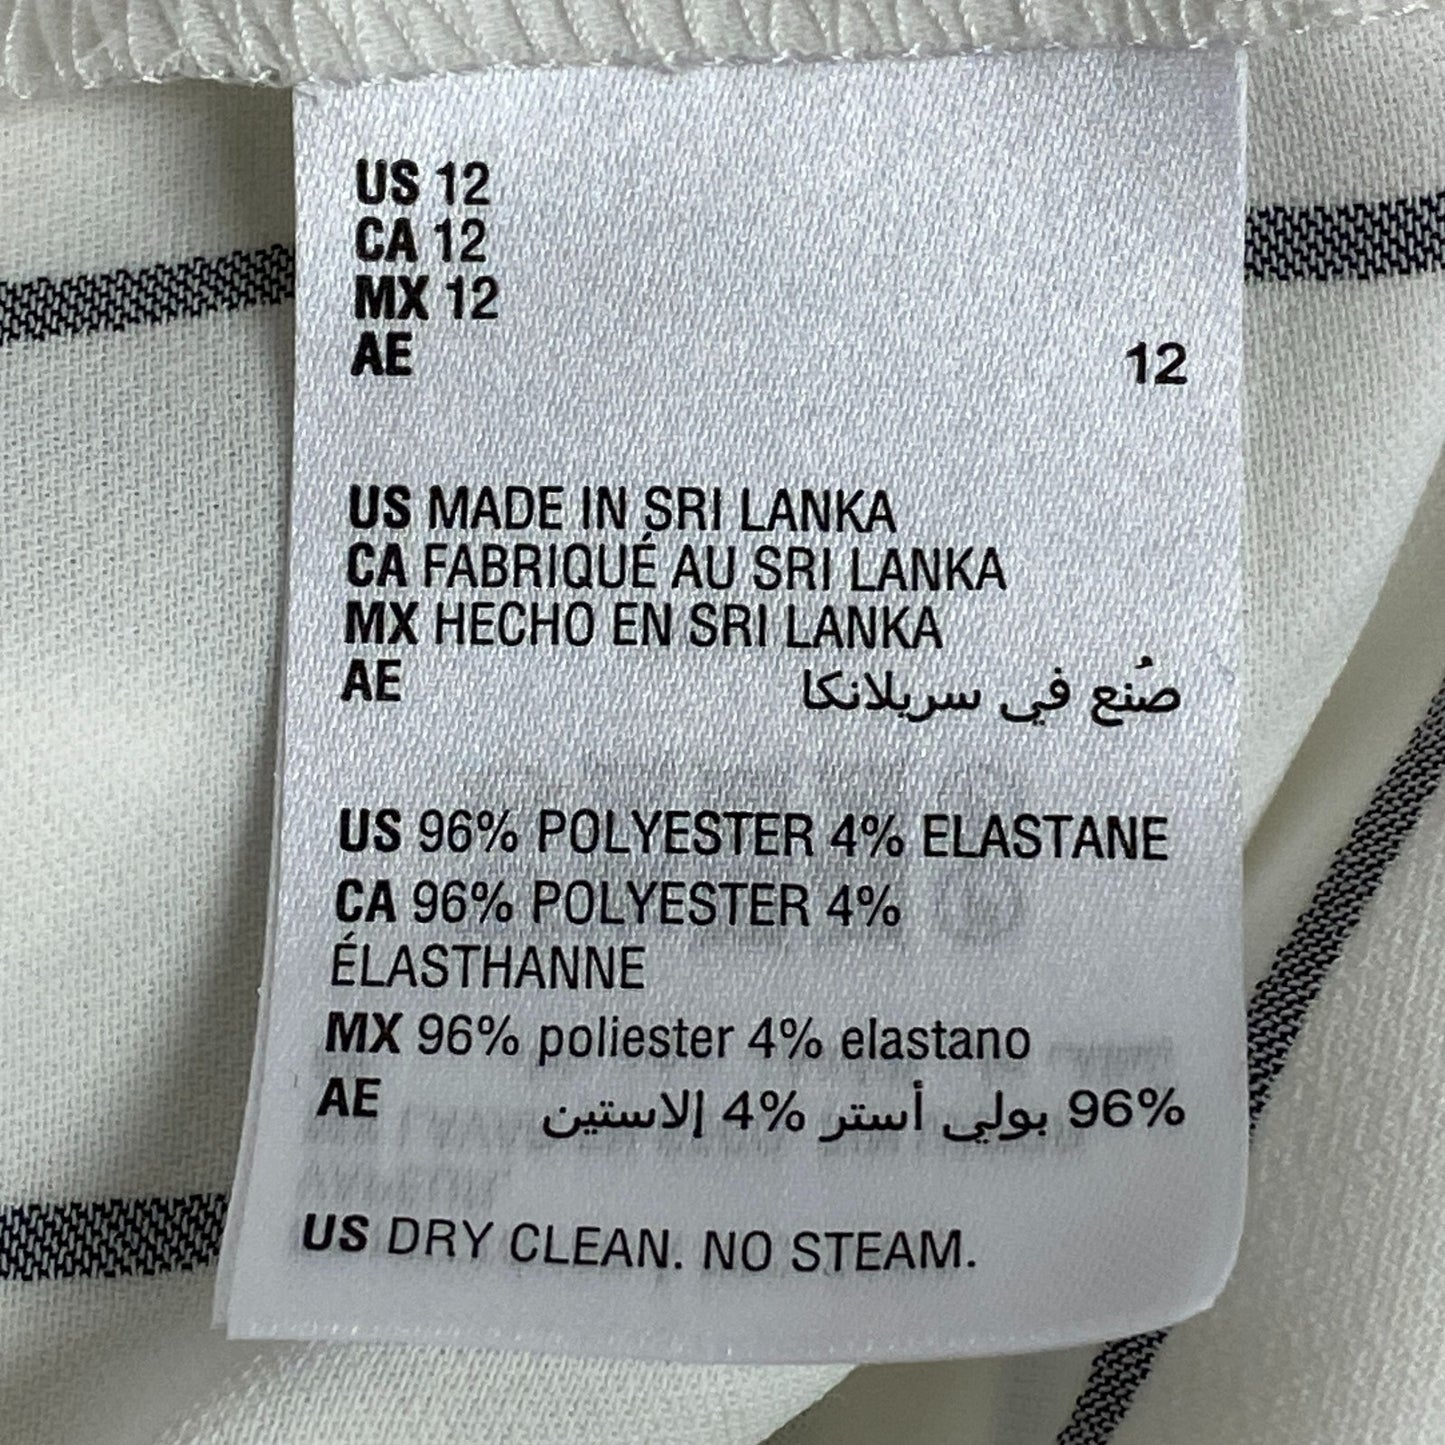 US 12
CA 12
MX 12
AE 12
US MADE IN SRI LANKA
CA FABRIQUÉ AU SRI LANKA
MX HECHO EN SRI LANKA
AE صُنع في سريلانكا
US 96% POLYESTER 4% ELASTANE
CA 96% POLYESTER 4%
ÉLASTHANNE
MX 96% poliester 4% elastano
AE 96% بولي أستر 4% إلاستين
US DRY CLEAN. NO STEAM.